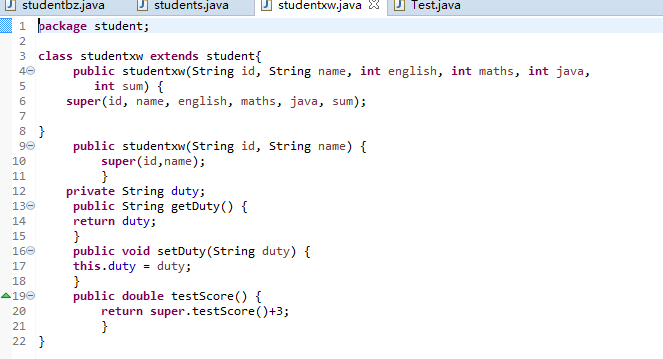 studentbz.java students.java studentxw.java Test.java
1 package student;
2
3 class studentxw extends student{
4 public studentxw(String id, String name, int english, int maths, int java,
5 int sum) {
6 super(id, name, english, maths, java, sum);
7
8 }
9 public studentxw(String id, String name) {
10 super(id,name);
11 }
12 private String duty;
13 public String getDuty() {
14 return duty;
15 }
16 public void setDuty(String duty) {
17 this.duty = duty;
18 }
19 public double testScore() {
20 return super.testScore()+3;
21 }
22 }